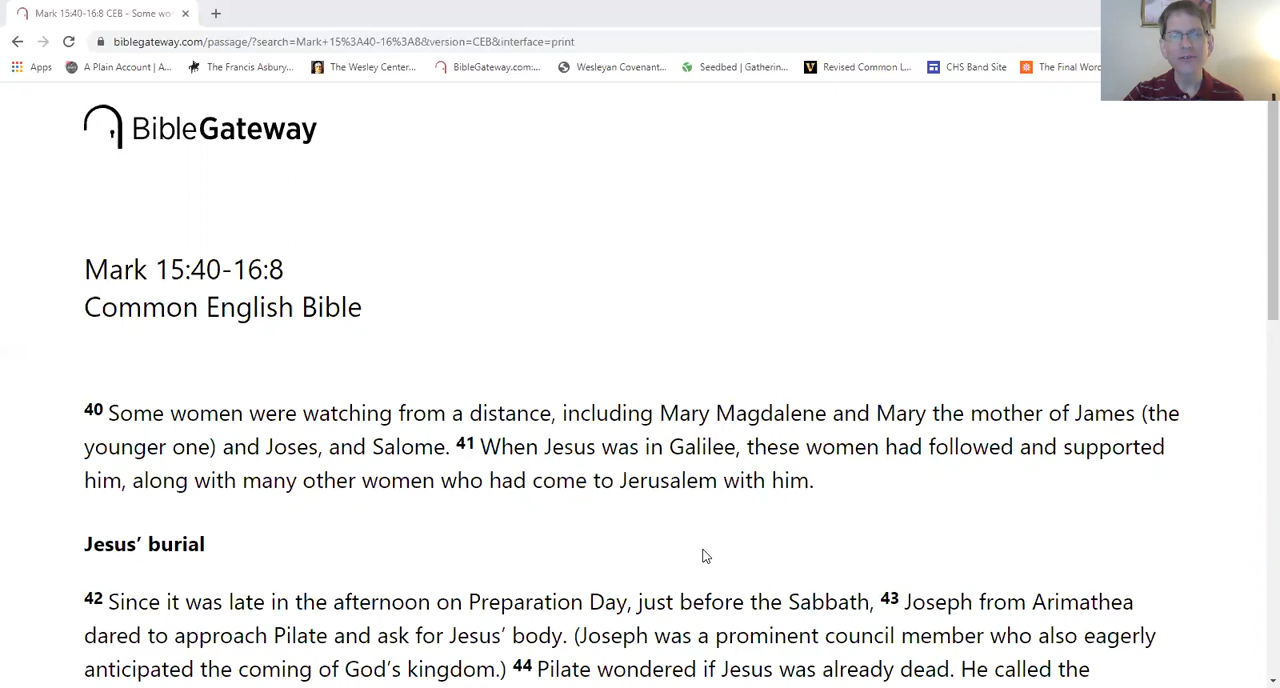 Mark 15:40-16:8 CEB - Some wo
biblegateway.com/passage/?search=Mark+15%3A40-16%3A8&version=CEB&interface=print
Apps A Plain Account | A... The Francis Asbury... The Wesley Center... BibleGateway.com:... Wesleyan Covenant... Seedbed | Gatherin... Revised Common L... CHS Band Site The Final Word
BibleGateway
Mark 15:40-16:8
Common English Bible
40 Some women were watching from a distance, including Mary Magdalene and Mary the mother of James (the
younger one) and Joses, and Salome. 41 When Jesus was in Galilee, these women had followed and supported
him, along with many other women who had come to Jerusalem with him.
Jesus’ burial
42 Since it was late in the afternoon on Preparation Day, just before the Sabbath, 43 Joseph from Arimathea
dared to approach Pilate and ask for Jesus’ body. (Joseph was a prominent council member who also eagerly
anticipated the coming of God’s kingdom.) 44 Pilate wondered if Jesus was already dead. He called the